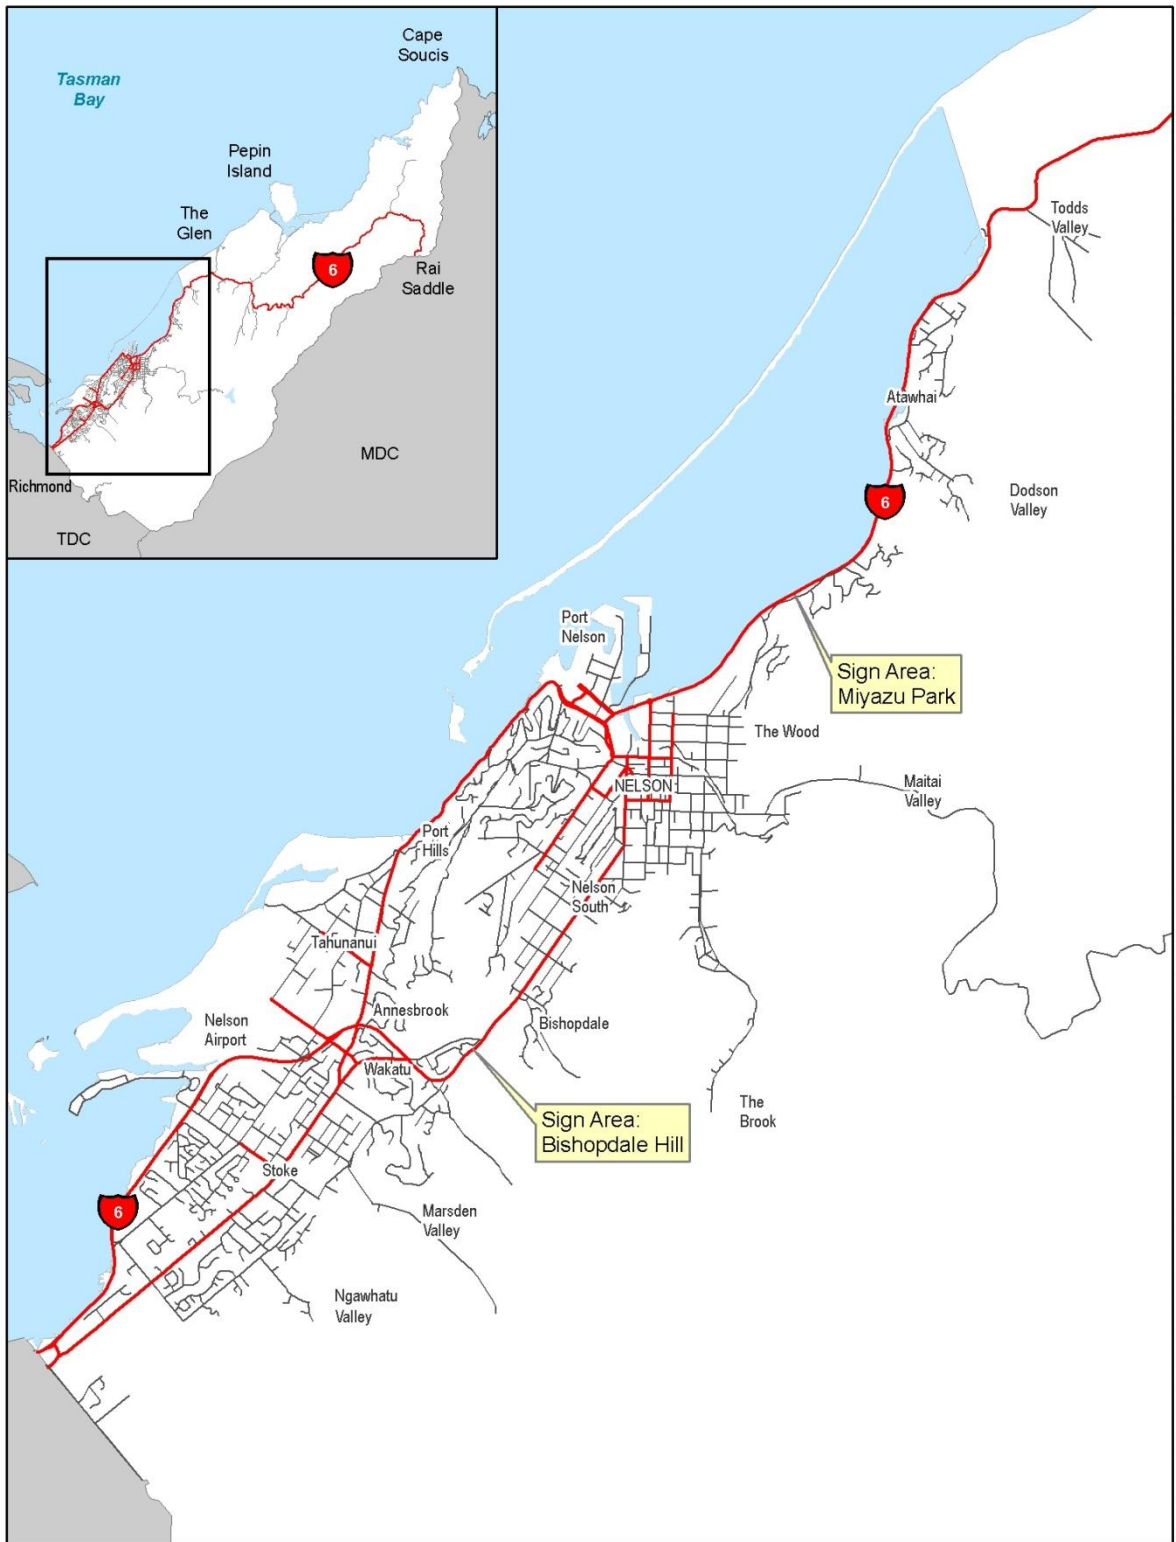 Cape
Soucis
Tasman
Bay
Pepin
Island
The
Glen
6
Rai
Saddle
MDC
Richmond
TDC
Todds
Valley
Atawhai
Dodson
Valley
6
Port
Nelson
Sign Area:
Miyazu Park
The Wood
NELSON
Maitai
Valley
Port
Hills
Nelson
South
Tahunanui
Annesbrook
Nelson
Airport
Bishopdale
Wakatu
The
Brook
Sign Area:
Bishopdale Hill
Stoke
6
Marsden
Valley
Ngawhatu
Valley